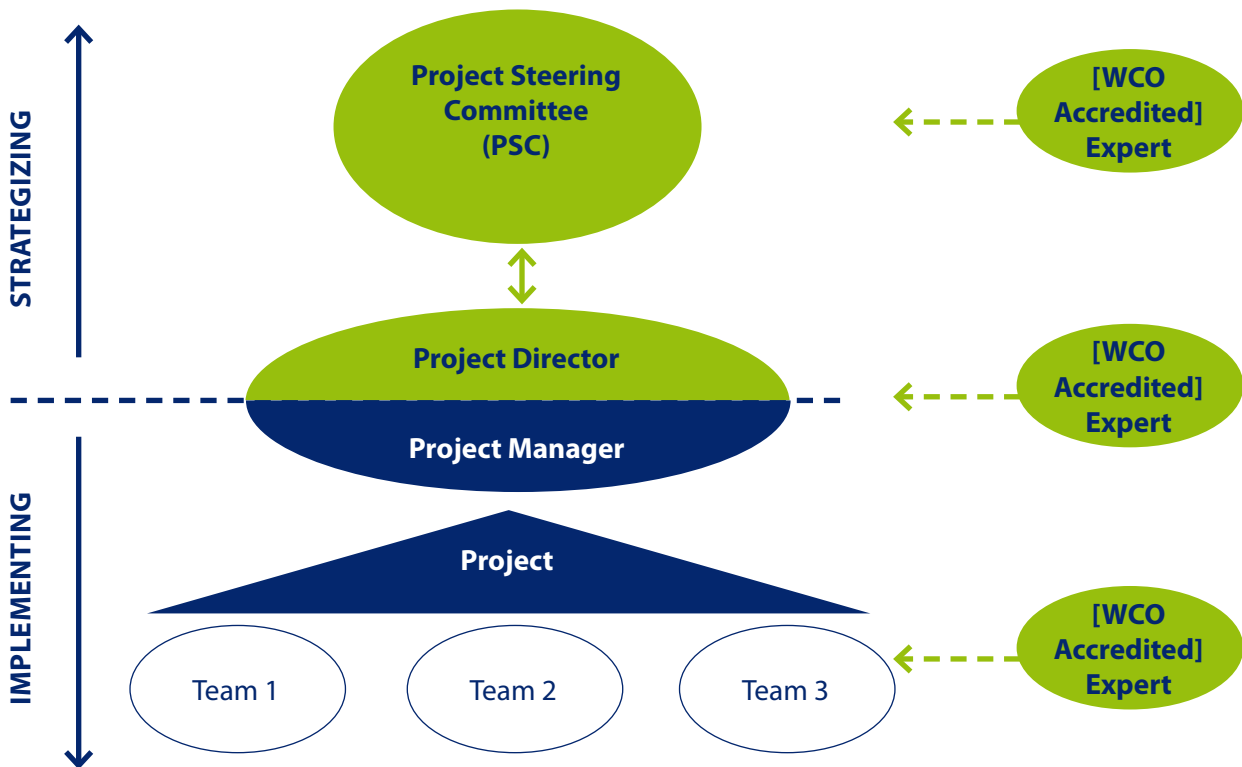 STRATEGIZING
Project Steering
Committee
(PSC)
[WCO
Accredited]
Expert
Project Director
[WCO
Accredited]
Expert
Project Manager
IMPLEMENTING
Project
[WCO
Accredited]
Expert
Team 1
Team 2
Team 3